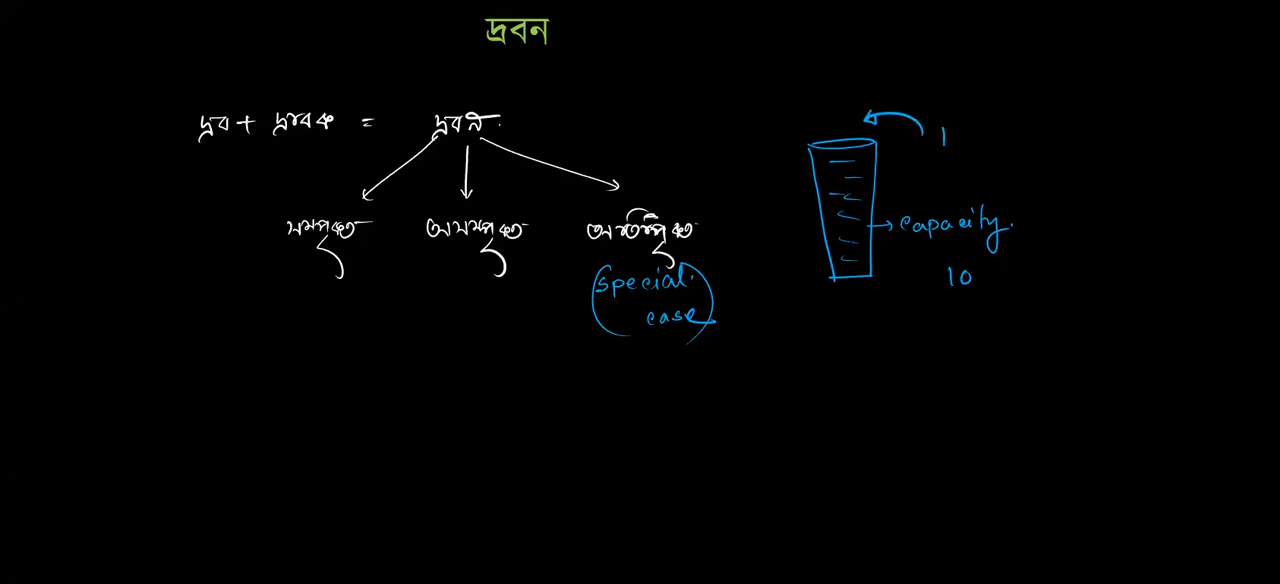 দ্রবন
দ্রব + দ্রাবক = দ্রবন
সম্পৃক্ত অসম্পৃক্ত অতিপৃক্ত
special case
1
capacity.
10